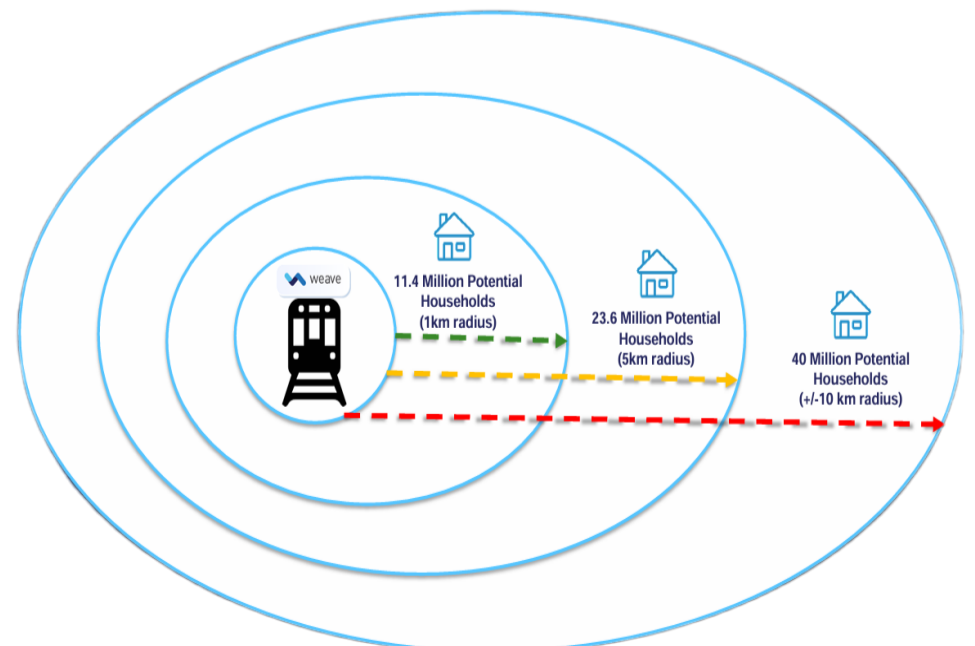 weave
11.4 Million Potential
Households
(1km radius)
23.6 Million Potential
Households
(5km radius)
40 Million Potential
Households
(+/-10 km radius)